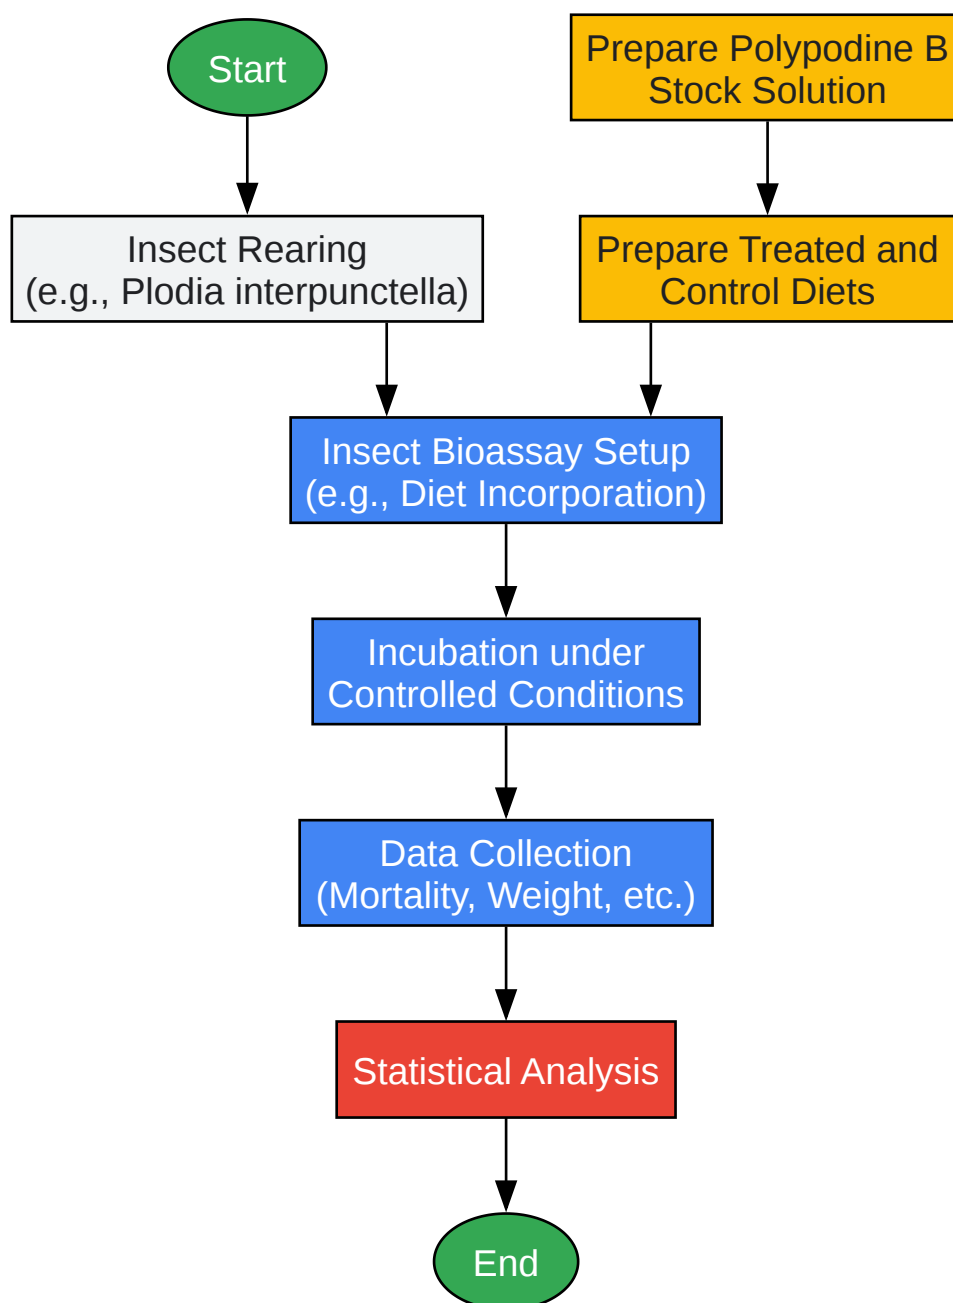 Start
Prepare Polypodine B
Stock Solution
Insect Rearing
(e.g., Plodia interpunctella)
Prepare Treated and
Control Diets
Insect Bioassay Setup
(e.g., Diet Incorporation)
Incubation under
Controlled Conditions
Data Collection
(Mortality, Weight, etc.)
Statistical Analysis
End